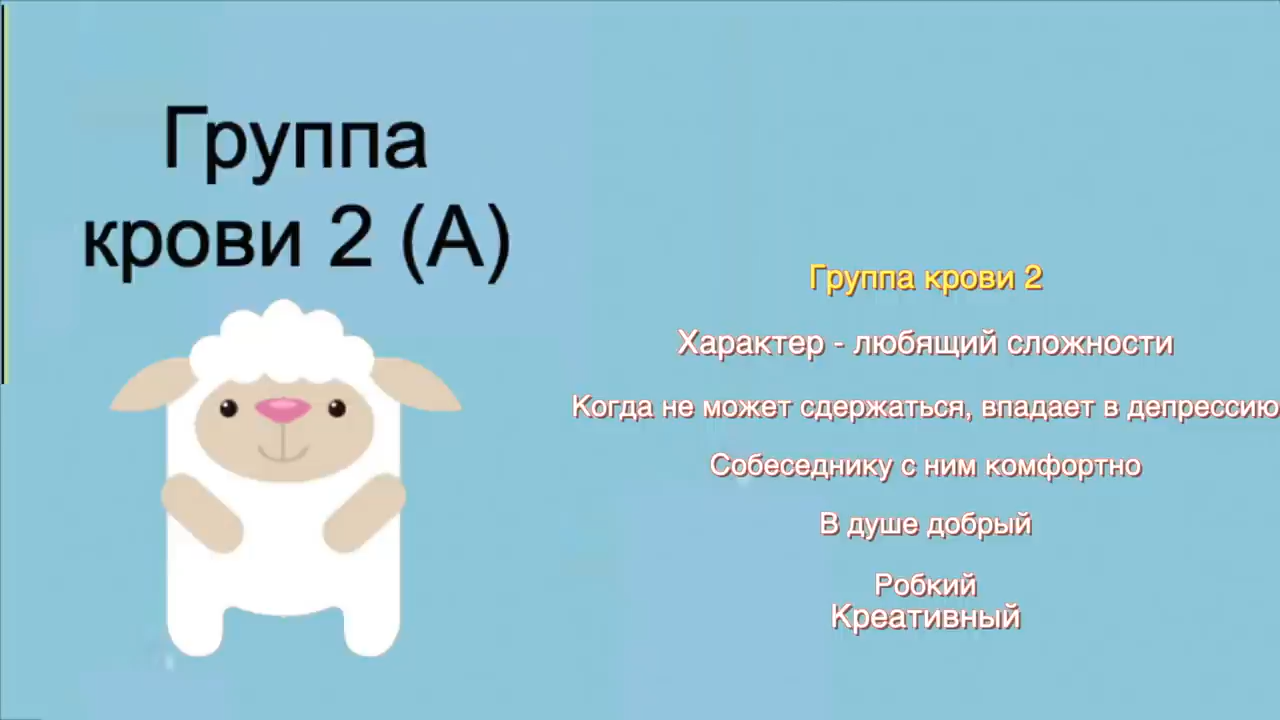 Группа
крови 2 (А)
Группа крови 2
Характер - любящий сложности
Когда не может сдержаться, впадает в депрессию
Собеседнику с ним комфортно
В душе добрый
Робкий
Креативный